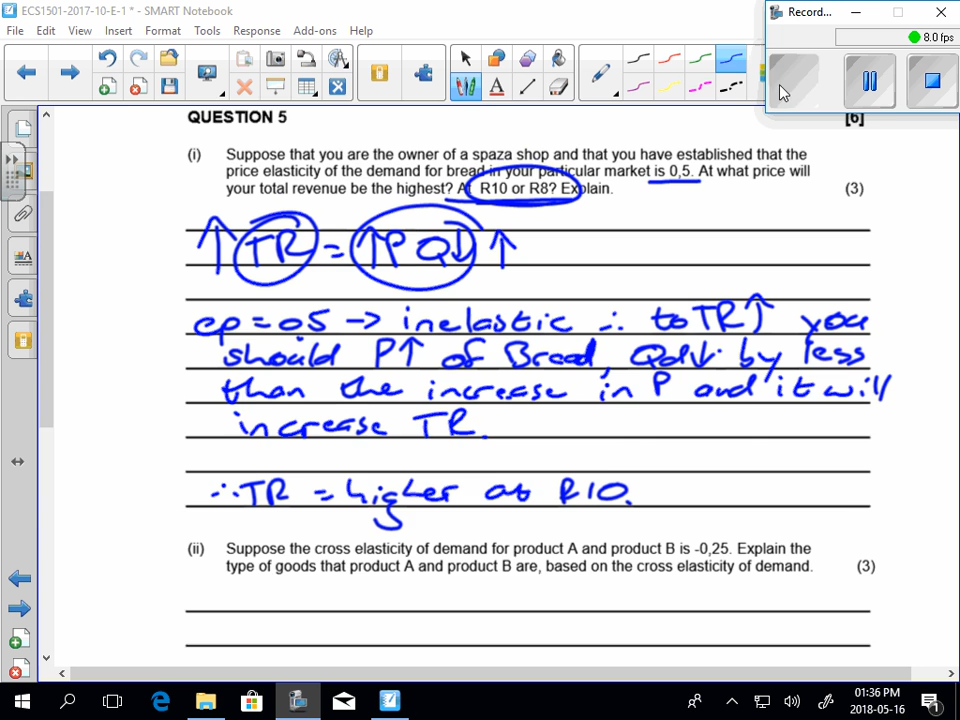 ECS1501-2017-10-E-1 * - SMART Notebook
Record...
File Edit View Insert Format Tools Response Add-ons Help
8.0 fps
QUESTION 5 [6]
(i) Suppose that you are the owner of a spaza shop and that you have established that the
price elasticity of the demand for bread in your particular market is 0,5. At what price will
your total revenue be the highest? At R10 or R8? Explain. (3)
↑ TR = ↑P Qd↓ ↑
ep = 05 → inelastic ∴ to TR↑ you
should P↑ of Bread, Qd↓ by less
than the increase in P and it will
increase TR.
∴ TR = higher at R10.
(ii) Suppose the cross elasticity of demand for product A and product B is -0,25. Explain the
type of goods that product A and product B are, based on the cross elasticity of demand. (3)
01:36 PM
2018-05-16
1